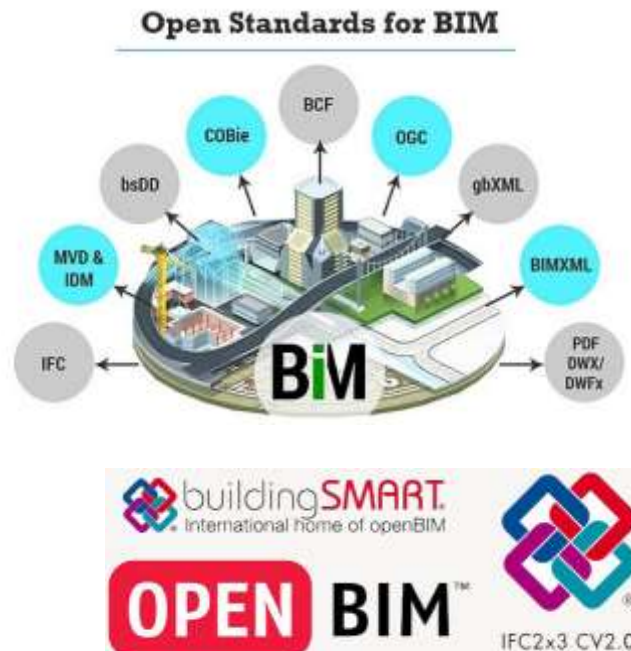 Open Standards for BIM
BCF
COBie
OGC
bsDD
gbXML
MVD &
IDM
BIMXML
IFC
PDF
DWX/
DWFx
BiM
buildingSMART.
International home of openBIM
®
OPEN BIM™
®
IFC2x3 CV2.0